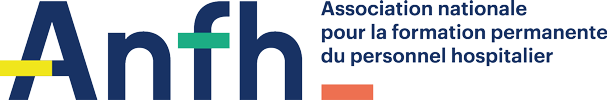 Anfh
Association nationale
pour la formation permanente
du personnel hospitalier